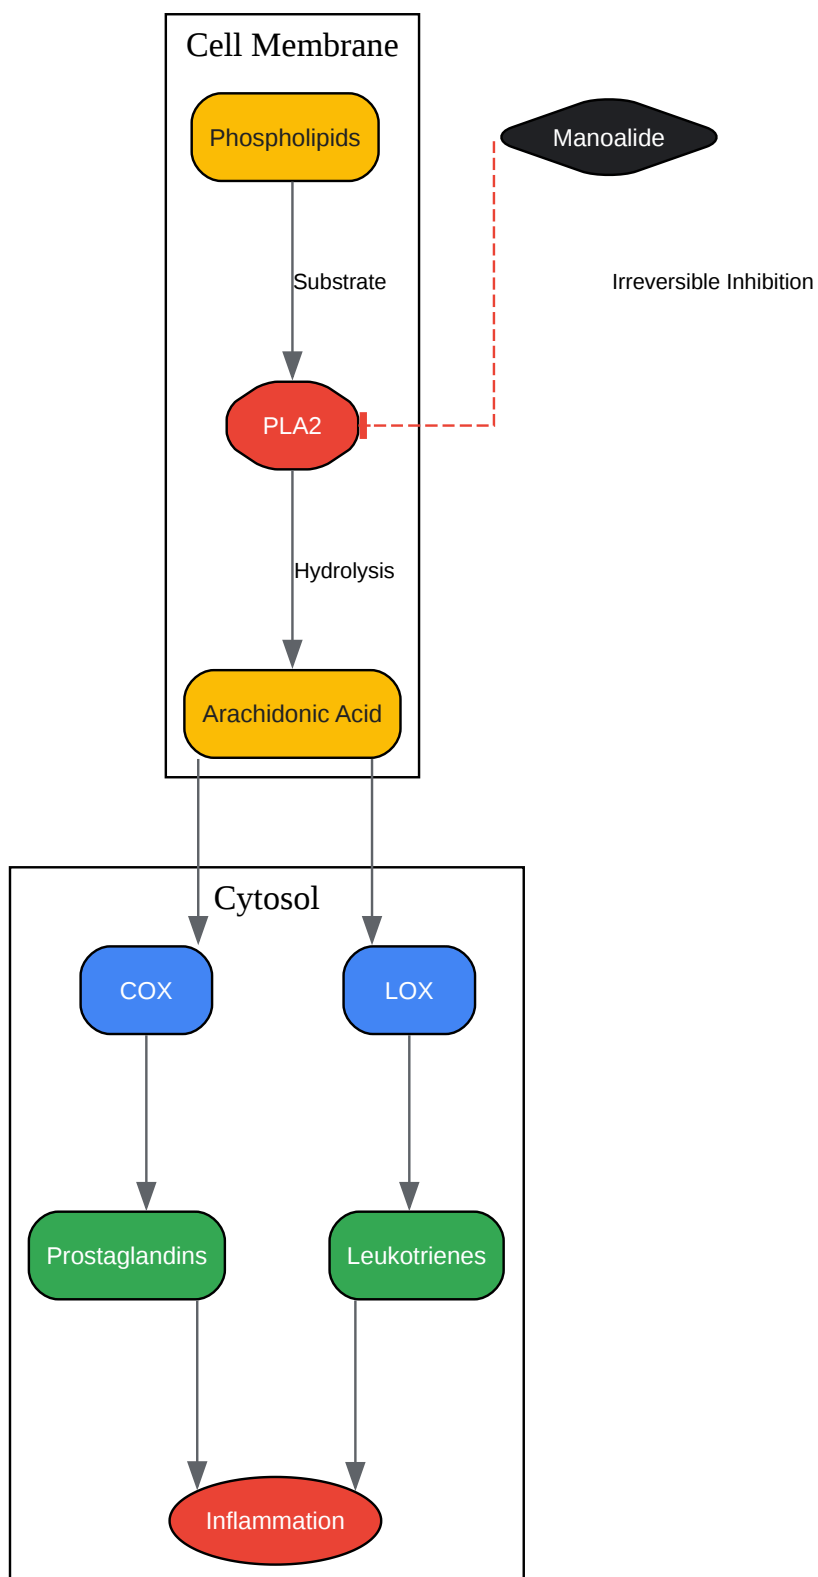 Cell Membrane
Phospholipids
Manoalide
Substrate
Irreversible Inhibition
PLA2
Hydrolysis
Arachidonic Acid
Cytosol
COX
LOX
Prostaglandins
Leukotrienes
Inflammation